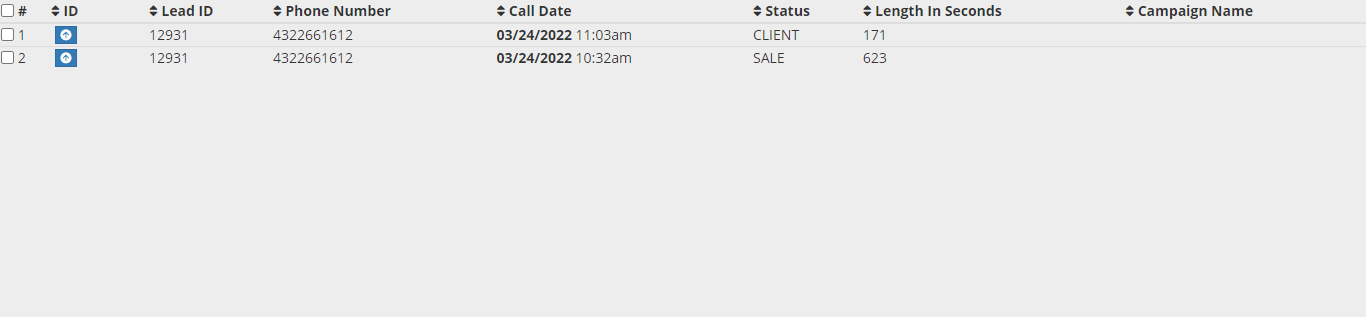 # ID Lead ID Phone Number Call Date Status Length In Seconds Campaign Name
1 12931 4322661612 03/24/2022 11:03am CLIENT 171
2 12931 4322661612 03/24/2022 10:32am SALE 623